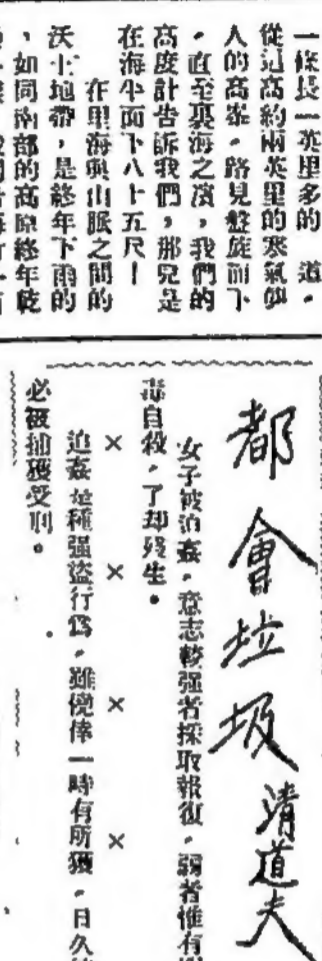 一條長一英里多的　道，
從這高約兩英里的寒氣與
人的高峯，路見盤旋而下
，直至裏海之濱，我們的
高度計告訴我們，那兒是
在海平面下八十五尺！
在里海與山脈之間的
沃土地帶，是終年下雨的
，如同南部的高原終年乾
都會垃圾
清道夫
女子被迫姦，意志較强者採取報復，弱者惟有
毒自殺，了却殘生。
× × × ×
迫姦是種强盜行爲，雖僥倖一時有所獲，日久
必被捕獲受刑。